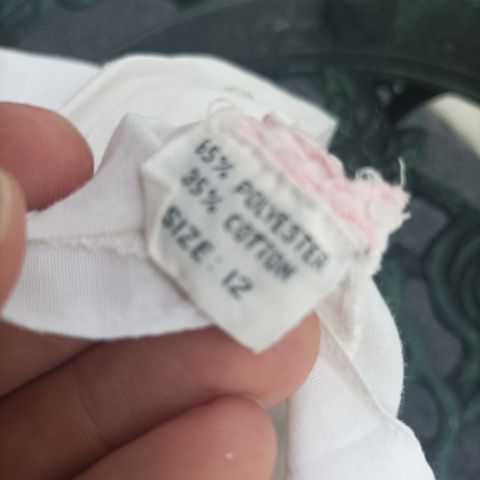 65% POLYESTER
35% COTTON
SIZE: 12